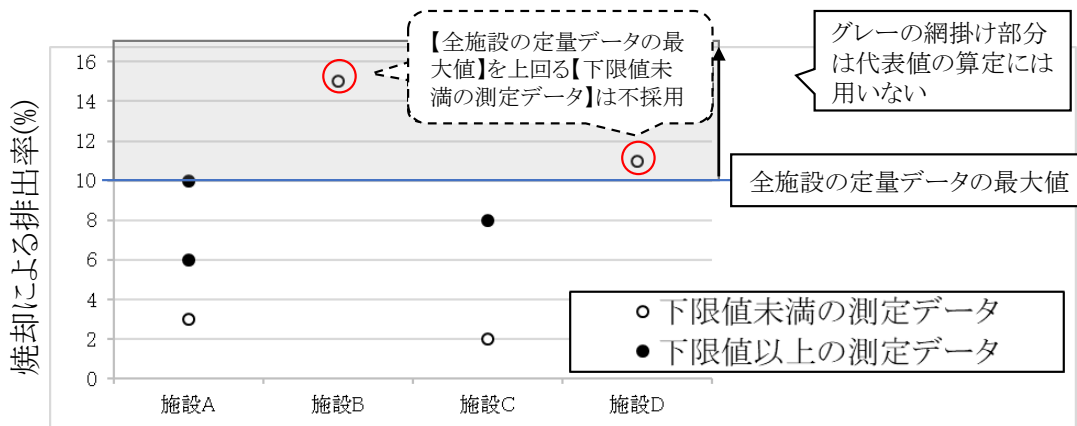 焼却による排出率(%)
16
14
12
10
8
6
4
2
0
施設A
施設B
施設C
施設D
【全施設の定量データの最
大値】を上回る【下限値未
満の測定データ】は不採用
グレーの網掛け部分
は代表値の算定には
用いない
全施設の定量データの最大値
下限値未満の測定データ
下限値以上の測定データ